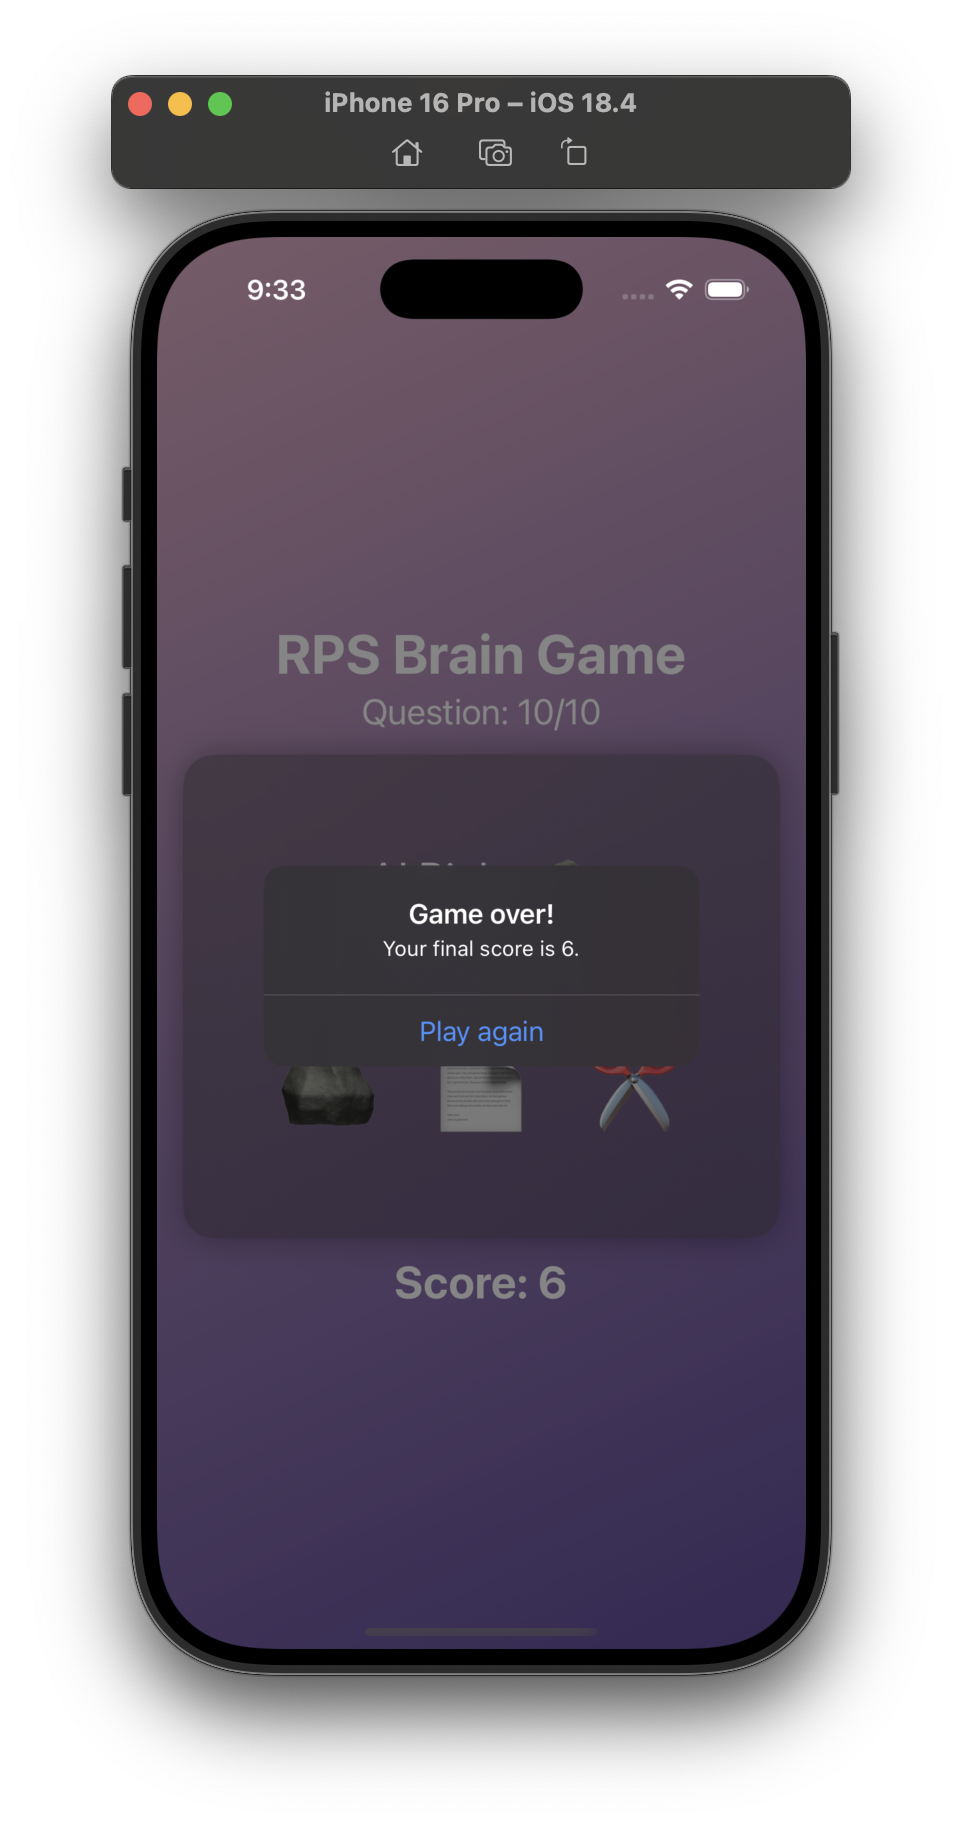 iPhone 16 Pro – iOS 18.4
9:33
RPS Brain Game
Question: 10/10
Game over!
Your final score is 6.
Play again
Score: 6